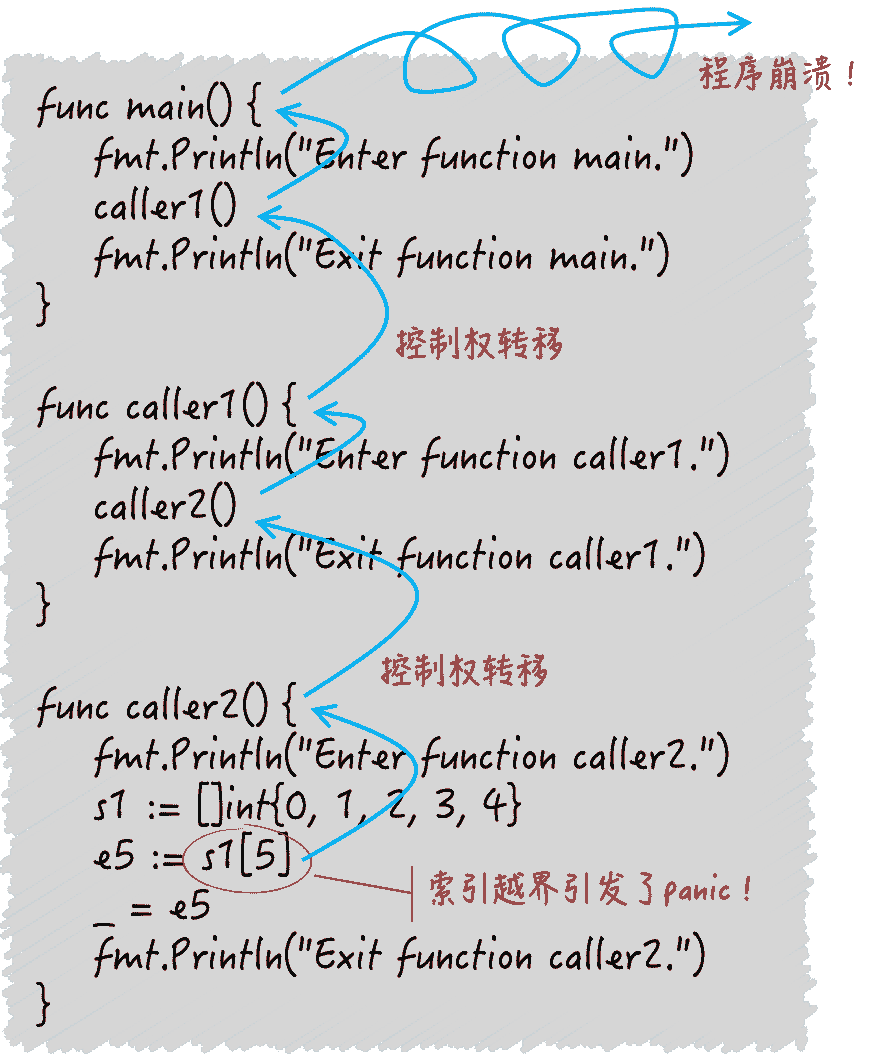 程序崩溃！
func main() {
fmt.Println("Enter function main.")
caller1()
fmt.Println("Exit function main.")
}
控制权转移
func caller1() {
fmt.Println("Enter function caller1.")
caller2()
fmt.Println("Exit function caller1.")
}
控制权转移
func caller2() {
fmt.Println("Enter function caller2.")
s1 := []int{0, 1, 2, 3, 4}
e5 := s1[5]
索引越界引发了panic！
_ = e5
fmt.Println("Exit function caller2.")
}